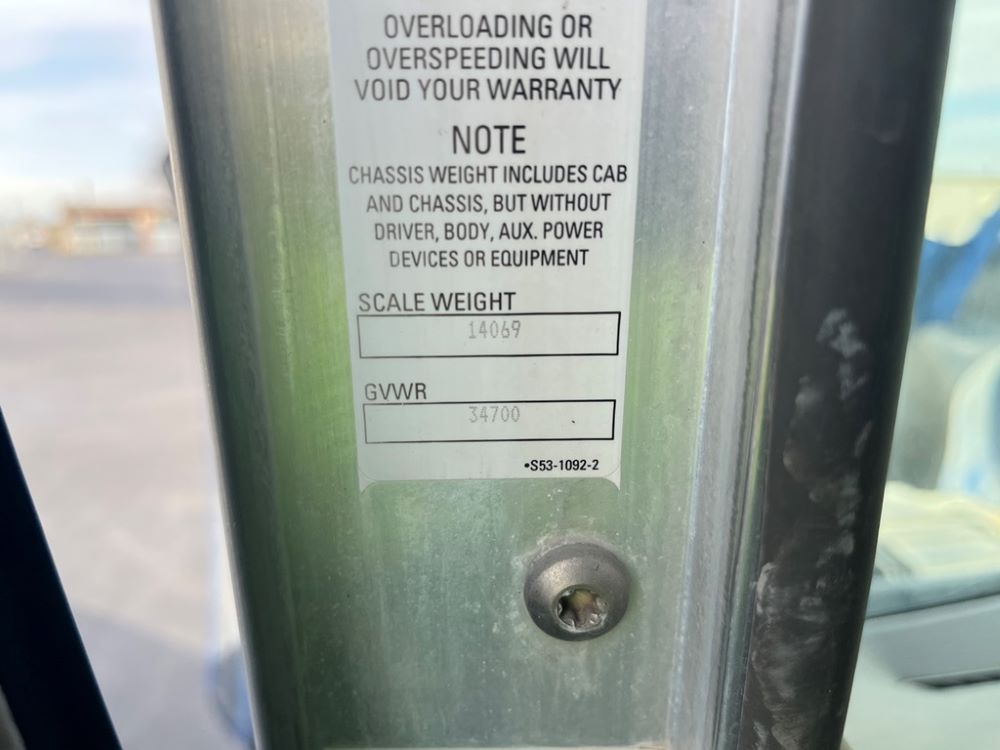 OVERLOADING OR
OVERSPEEDING WILL
VOID YOUR WARRANTY
NOTE
CHASSIS WEIGHT INCLUDES CAB
AND CHASSIS, BUT WITHOUT
DRIVER, BODY, AUX. POWER
DEVICES OR EQUIPMENT
SCALE WEIGHT
14069
GVWR
34700
•S53-1092-2